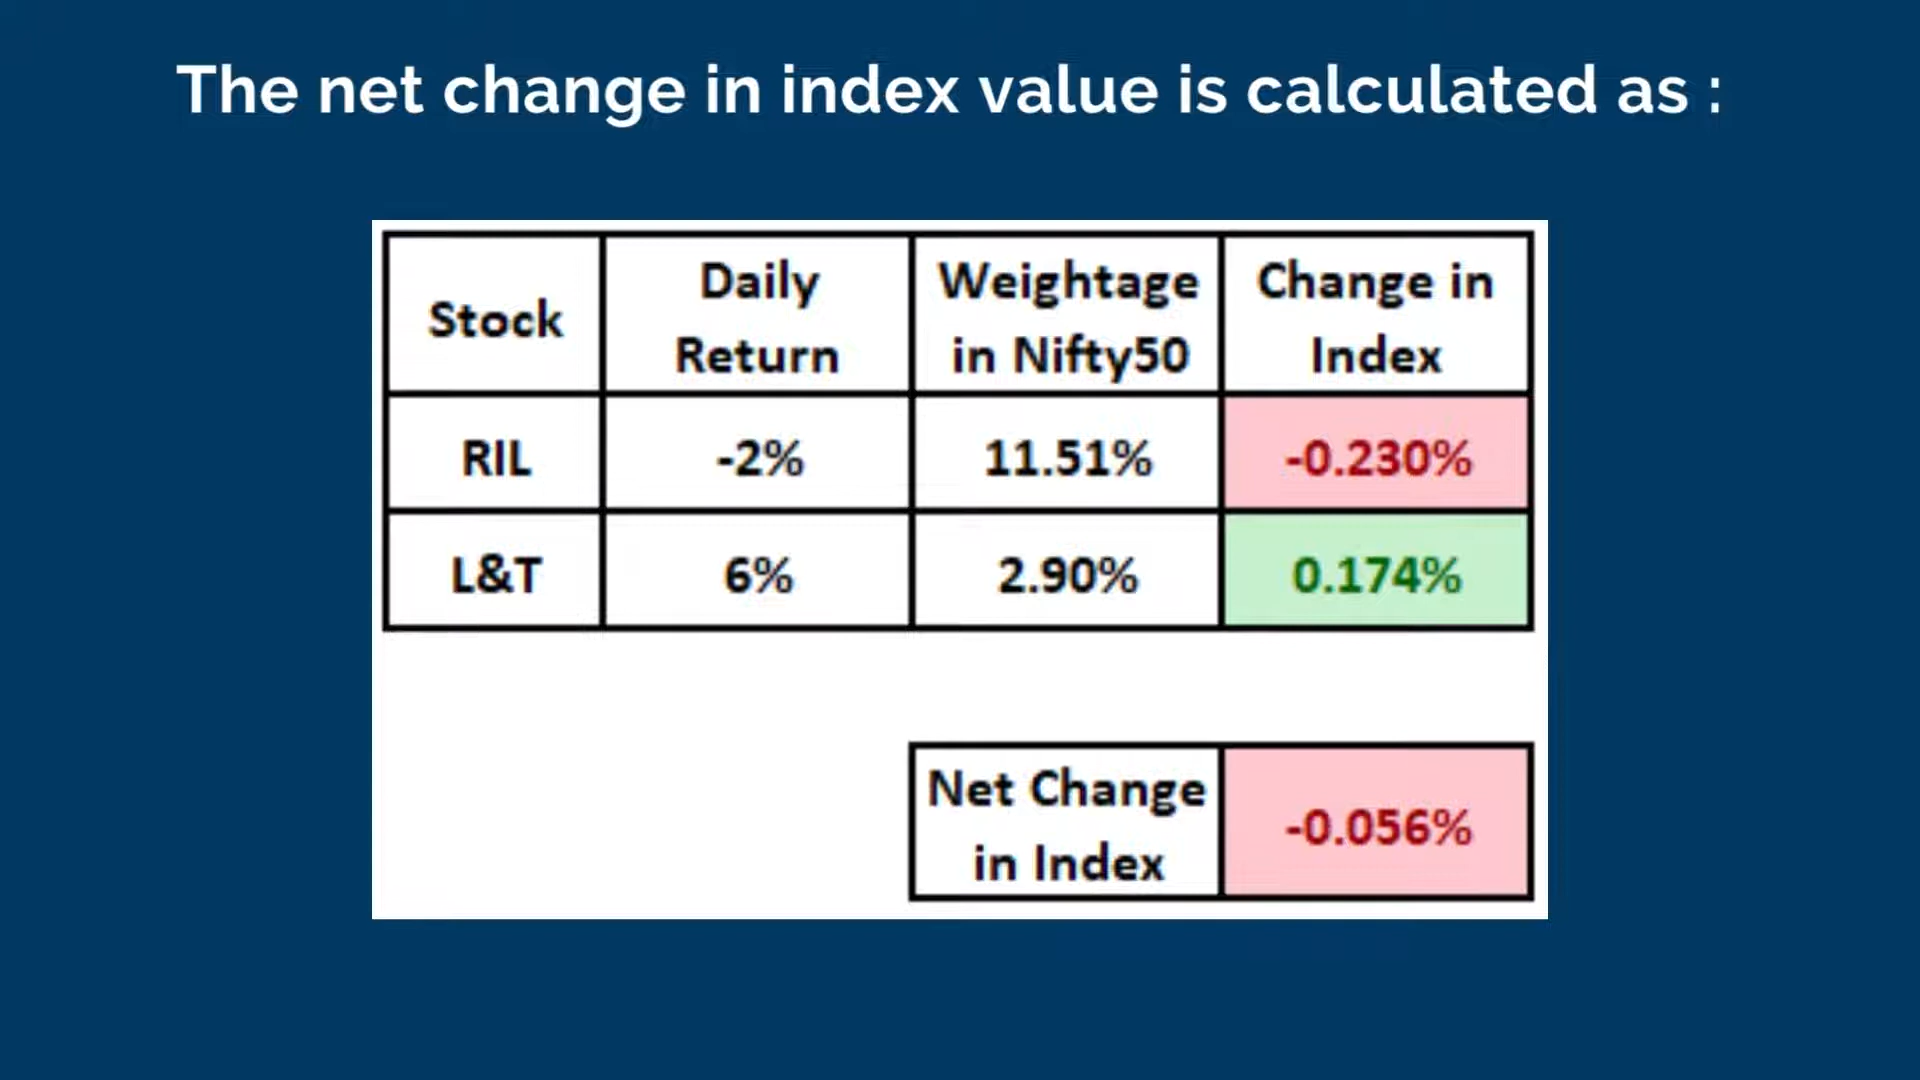 The net change in index value is calculated as :
Stock
Daily
Return
Weightage
in Nifty50
Change in
Index
RIL
-2%
11.51%
-0.230%
L&T
6%
2.90%
0.174%
Net Change
in Index
-0.056%